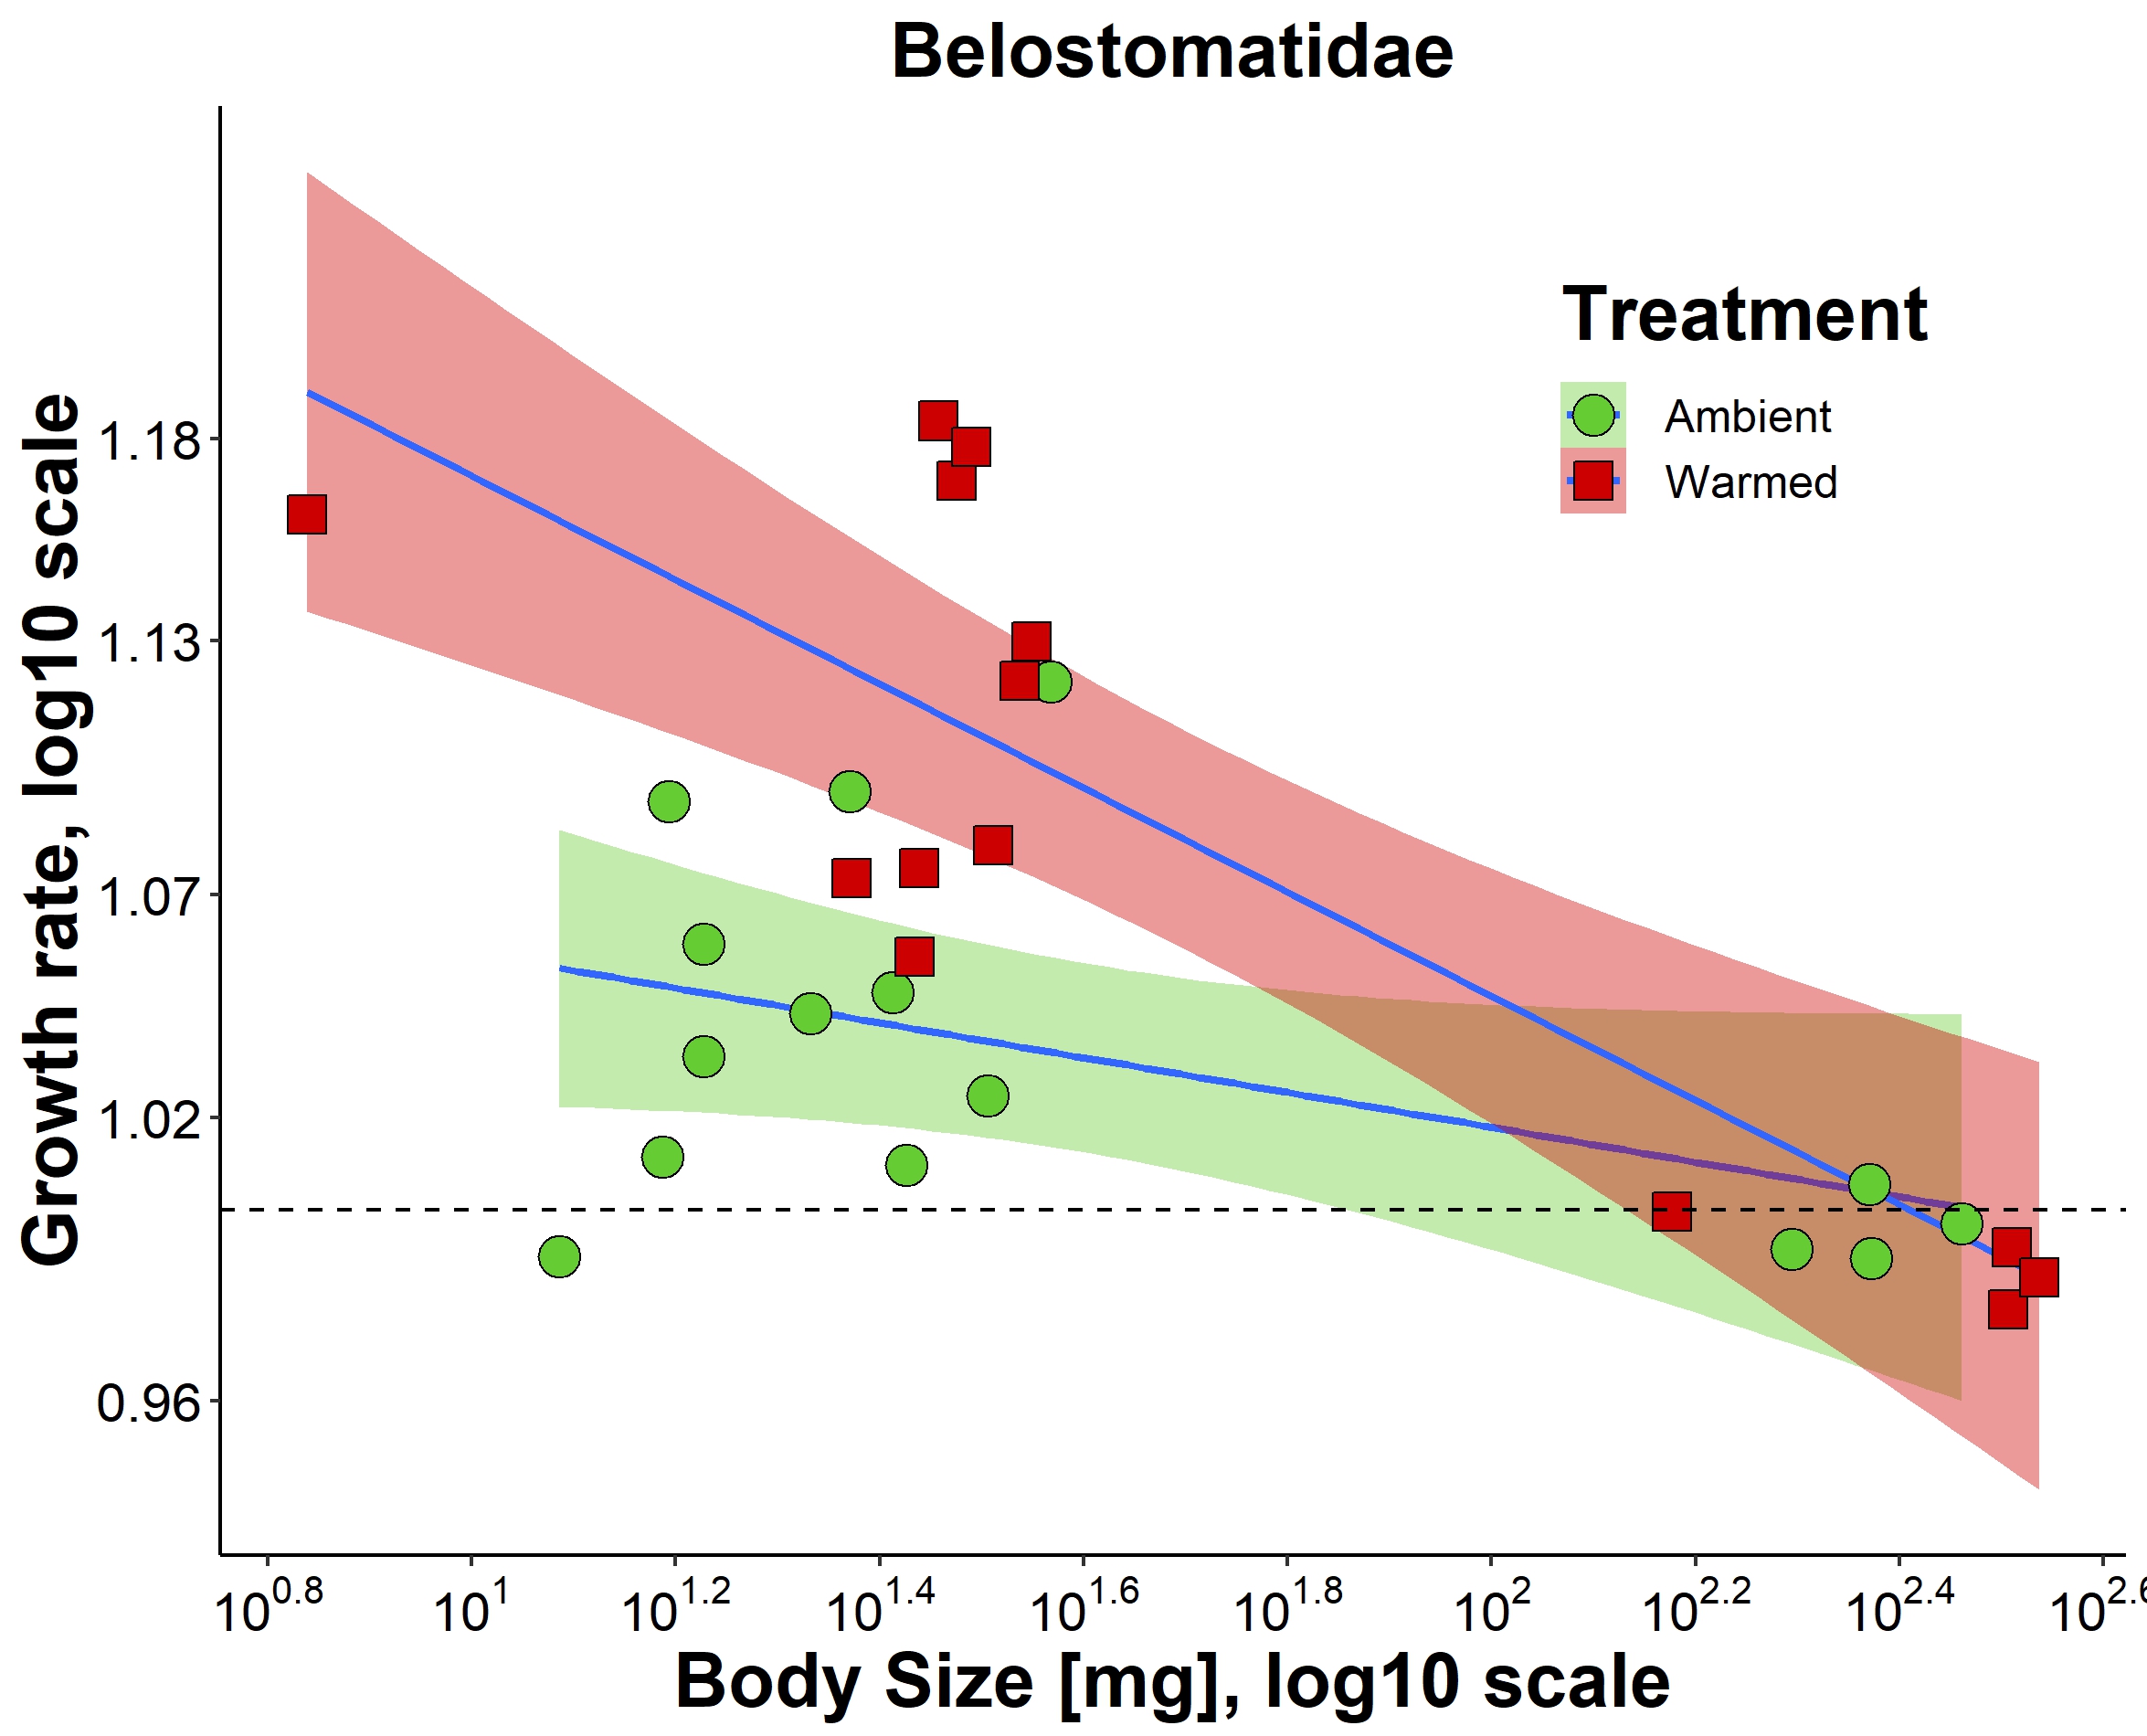 Belostomatidae
Treatment
Ambient
Warmed
Growth rate, log10 scale
1.18
1.13
1.07
1.02
0.96
10^0.8 10^1 10^1.2 10^1.4 10^1.6 10^1.8 10^2 10^2.2 10^2.4 10^2.6
Body Size [mg], log10 scale